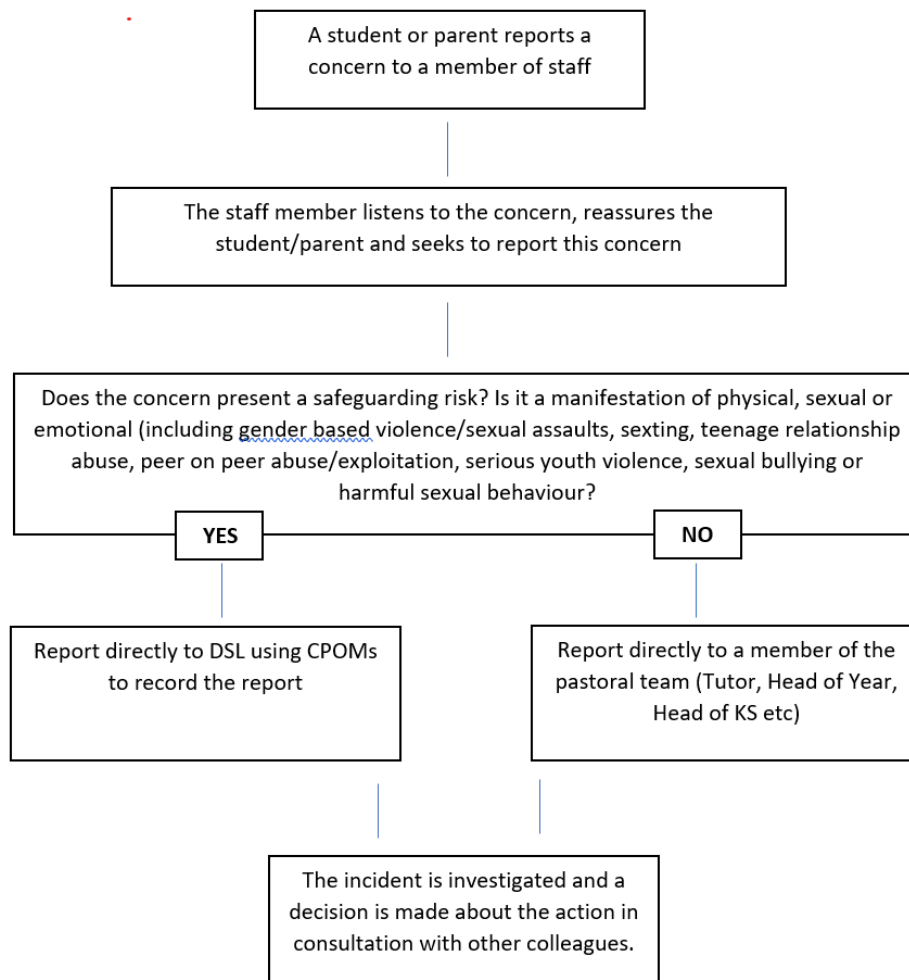 A student or parent reports a
concern to a member of staff
The staff member listens to the concern, reassures the
student/parent and seeks to report this concern
Does the concern present a safeguarding risk? Is it a manifestation of physical, sexual or
emotional (including gender based violence/sexual assaults, sexting, teenage relationship
abuse, peer on peer abuse/exploitation, serious youth violence, sexual bullying or
harmful sexual behaviour?
YES
NO
Report directly to DSL using CPOMs
to record the report
Report directly to a member of the
pastoral team (Tutor, Head of Year,
Head of KS etc)
The incident is investigated and a
decision is made about the action in
consultation with other colleagues.